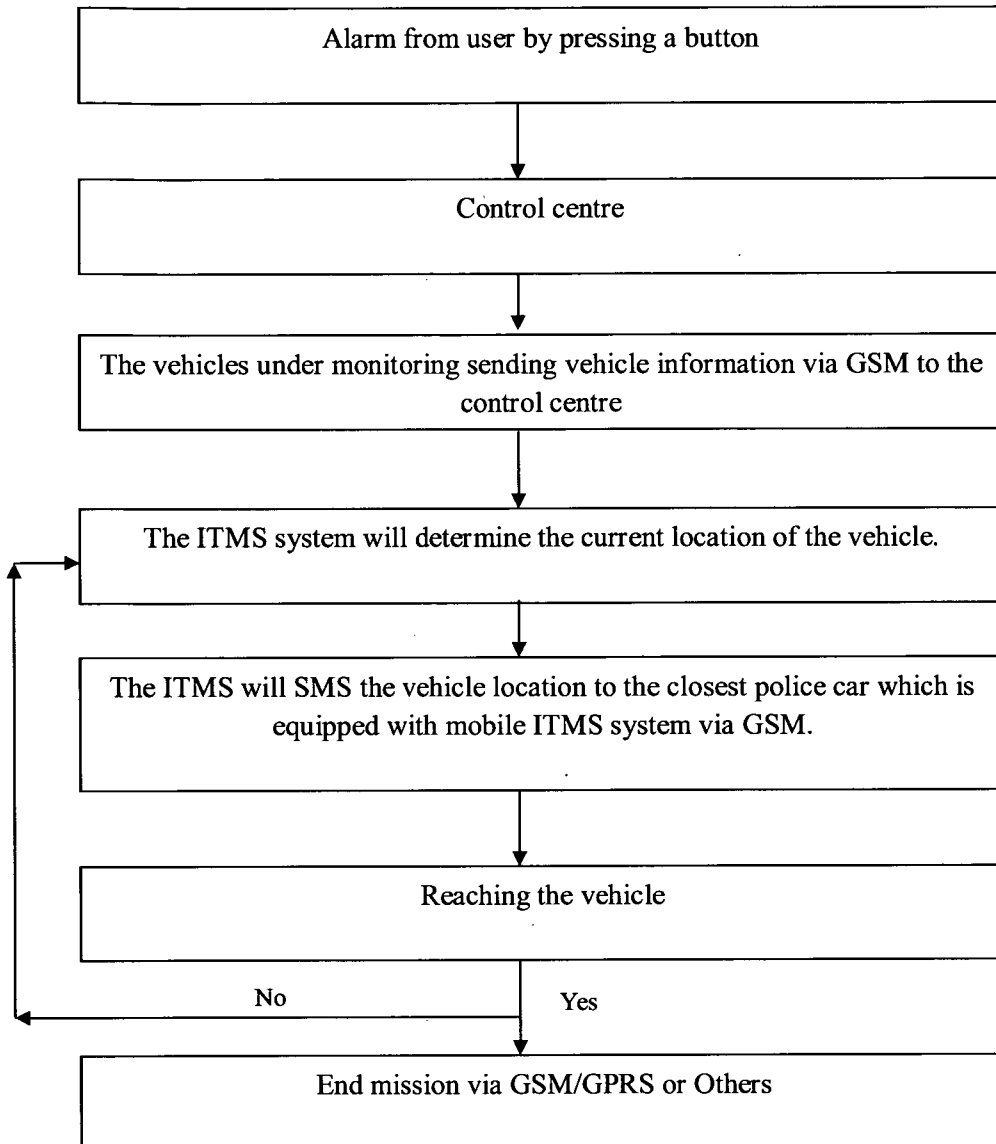 Alarm from user by pressing a button
Control centre
The vehicles under monitoring sending vehicle information via GSM to the
control centre
The ITMS system will determine the current location of the vehicle.
The ITMS will SMS the vehicle location to the closest police car which is
equipped with mobile ITMS system via GSM.
Reaching the vehicle
No
Yes
End mission via GSM/GPRS or Others